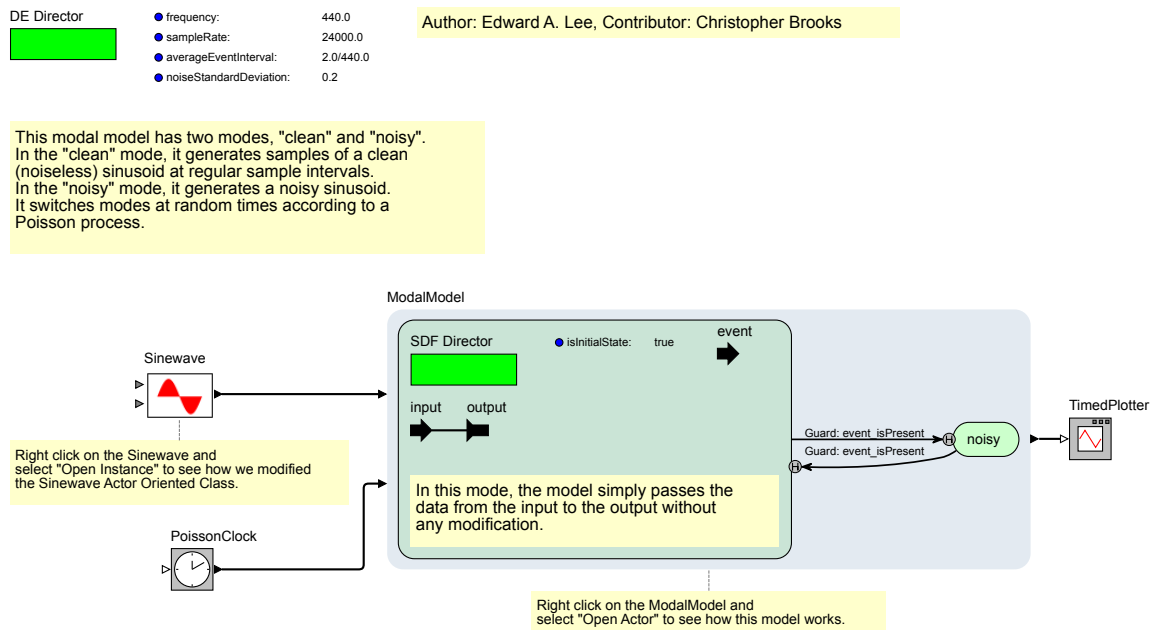 DE Director
frequency: 440.0
sampleRate: 24000.0
averageEventInterval: 2.0/440.0
noiseStandardDeviation: 0.2
Author: Edward A. Lee, Contributor: Christopher Brooks
This modal model has two modes, "clean" and "noisy".
In the "clean" mode, it generates samples of a clean
(noiseless) sinusoid at regular sample intervals.
In the "noisy" mode, it generates a noisy sinusoid.
It switches modes at random times according to a
Poisson process.
ModalModel
SDF Director
isInitialState: true
event
input output
In this mode, the model simply passes the
data from the input to the output without
any modification.
Guard: event_isPresent
H
noisy
Guard: event_isPresent
H
Sinewave
Right click on the Sinewave and
select "Open Instance" to see how we modified
the Sinewave Actor Oriented Class.
PoissonClock
TimedPlotter
Right click on the ModalModel and
select "Open Actor" to see how this model works.